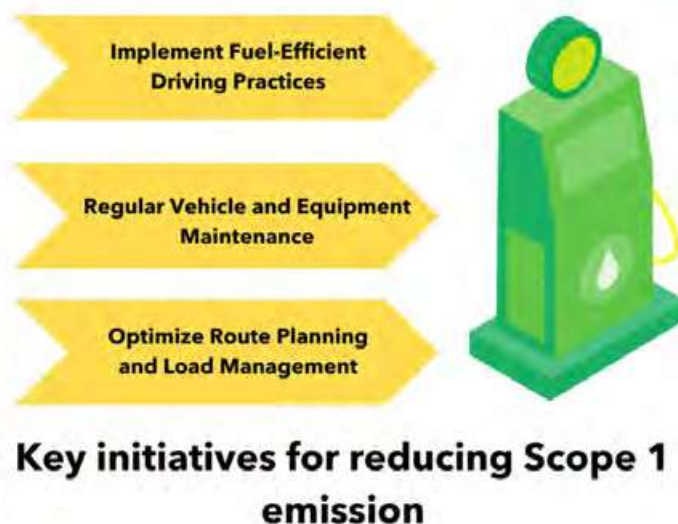 Implement Fuel-Efficient
Driving Practices
Regular Vehicle and Equipment
Maintenance
Optimize Route Planning
and Load Management
Key initiatives for reducing Scope 1
emission